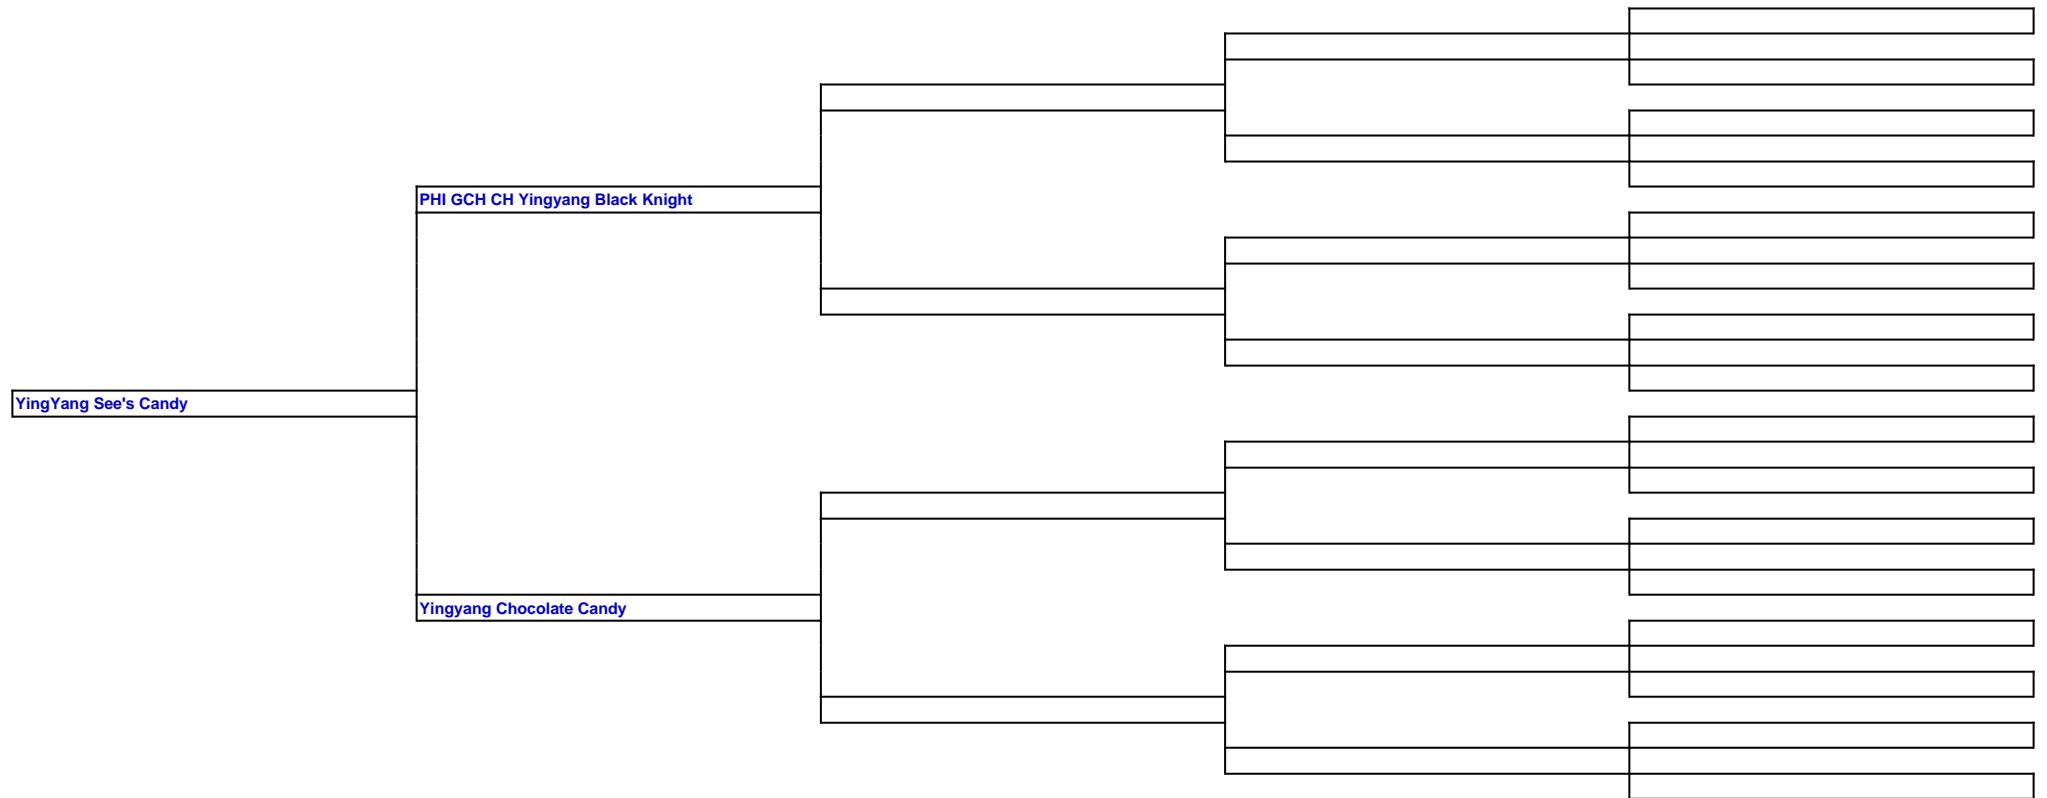 PHI GCH CH Yingyang Black Knight
YingYang See's Candy
Yingyang Chocolate Candy